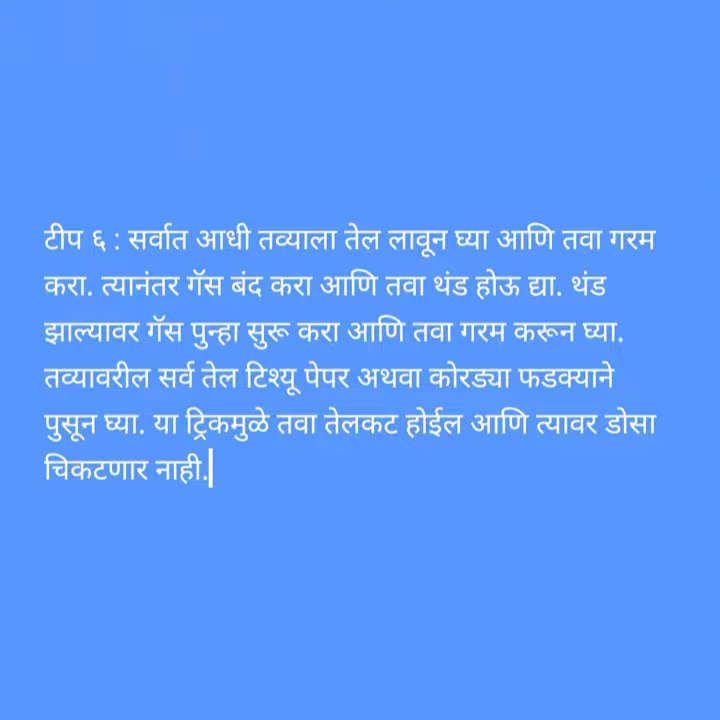 टीप ६ : सर्वात आधी तव्याला तेल लावून घ्या आणि तवा गरम
करा. त्यानंतर गॅस बंद करा आणि तवा थंड होऊ द्या. थंड
झाल्यावर गॅस पुन्हा सुरू करा आणि तवा गरम करून घ्या.
तव्यावरील सर्व तेल टिश्यू पेपर अथवा कोरड्या फडक्याने
पुसून घ्या. या ट्रिकमुळे तवा तेलकट होईल आणि त्यावर डोसा
चिकटणार नाही.